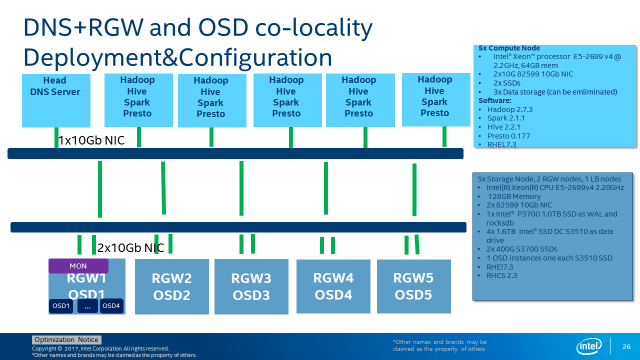 DNS+RGW and OSD co-locality
Deployment&Configuration
Head
DNS Server
Hadoop
Hive
Spark
Presto
Hadoop
Hive
Spark
Presto
Hadoop
Hive
Spark
Presto
Hadoop
Hive
Spark
Presto
Hadoop
Hive
Spark
Presto
1x10Gb NIC
2x10Gb NIC
MON
RGW1
OSD1
OSD1
...
OSD4
RGW2
OSD2
RGW3
OSD3
RGW4
OSD4
RGW5
OSD5
5x Compute Node
• Intel® Xeon™ processor E5-2699 v4 @
2.2GHz, 64GB mem
• 2x10G 82599 10Gb NIC
• 2x SSDs
• 3x Data storage (can be emliminated)
Software:
• Hadoop 2.7.3
• Spark 2.1.1
• Hive 2.2.1
• Presto 0.177
• RHEL7.3
5x Storage Node, 2 RGW nodes, 1 LB nodes
• Intel(R) Xeon(R) CPU E5-2699v4 2.20GHz
• 128GB Memory
• 2x 82599 10Gb NIC
• 1x Intel® P3700 1.0TB SSD as WAL and
rocksdb
• 4x 1.6TB Intel® SSD DC S3510 as data
drive
• 2x 400G S3700 SSDs
• 1 OSD instances one each S3510 SSD
• RHEl7.3
• RHCS 2.3
Optimization Notice
Copyright © 2017, Intel Corporation. All rights reserved.
*Other names and brands may be claimed as the property of others.
*Other names and brands may be
claimed as the property of others.
intel
26